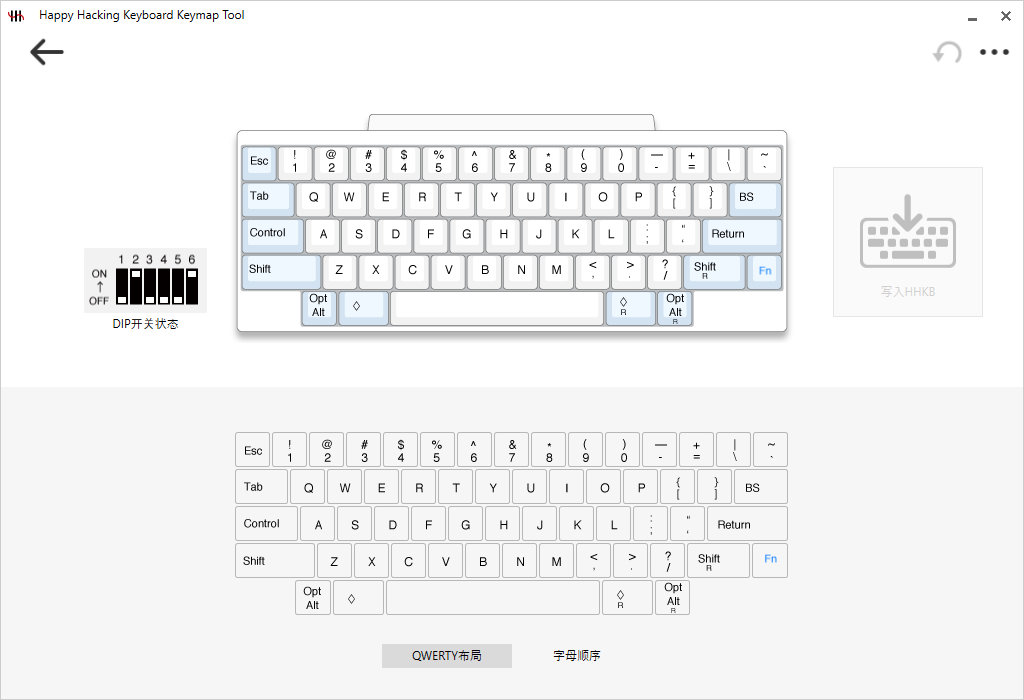 Happy Hacking Keyboard Keymap Tool
Esc ! 1 @ 2 # 3 $ 4 % 5 ^ 6 & 7 * 8 ( 9 ) 0 — - + = | \ ~ `
Tab Q W E R T Y U I O P { [ } ] BS
Control A S D F G H J K L : ; " ' Return
Shift Z X C V B N M < , > . ? / Shift R Fn
Opt Alt ◊ ◊ R Opt Alt R
1 2 3 4 5 6
ON
↑
OFF
DIP开关状态
写入HHKB
Esc ! 1 @ 2 # 3 $ 4 % 5 ^ 6 & 7 * 8 ( 9 ) 0 — - + = | \ ~ `
Tab Q W E R T Y U I O P { [ } ] BS
Control A S D F G H J K L : ; " ' Return
Shift Z X C V B N M < , > . ? / Shift R Fn
Opt Alt ◊ ◊ R Opt Alt R
QWERTY布局 字母顺序